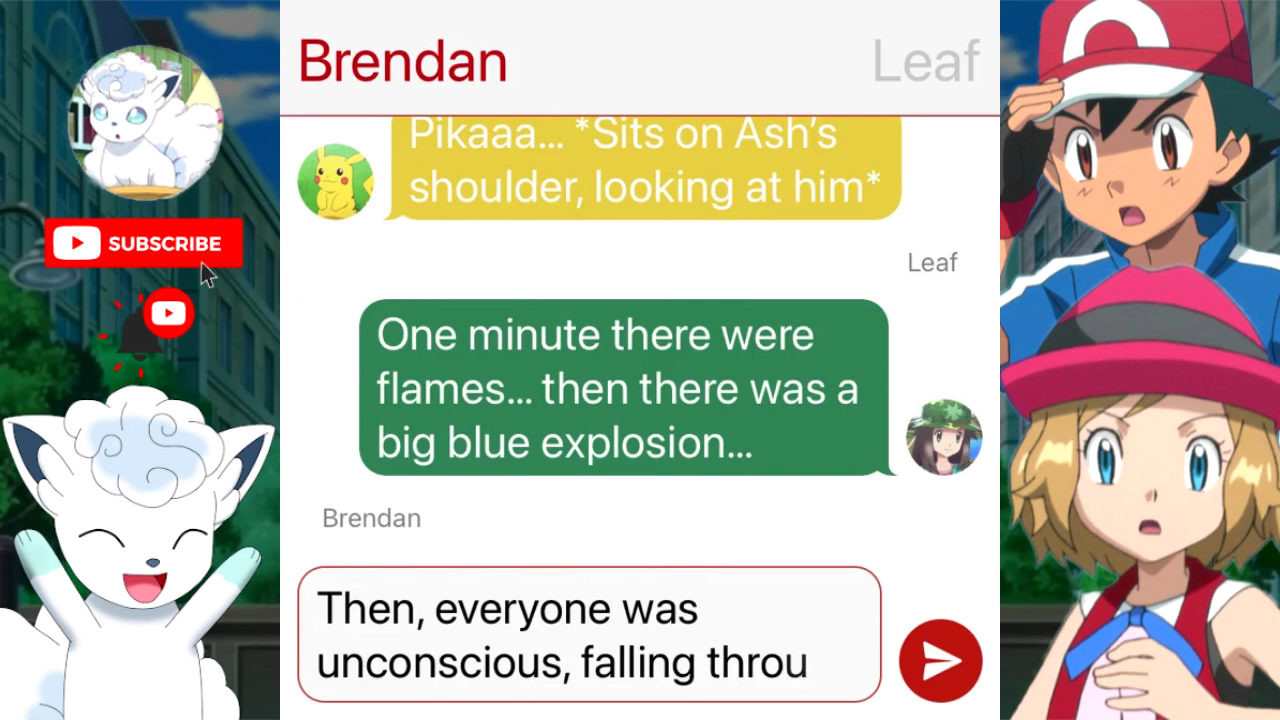 Brendan
Leaf
Pikaaa... *Sits on Ash's
shoulder, looking at him*
SUBSCRIBE
Leaf
One minute there were
flames... then there was a
big blue explosion...
Brendan
Then, everyone was
unconscious, falling throu